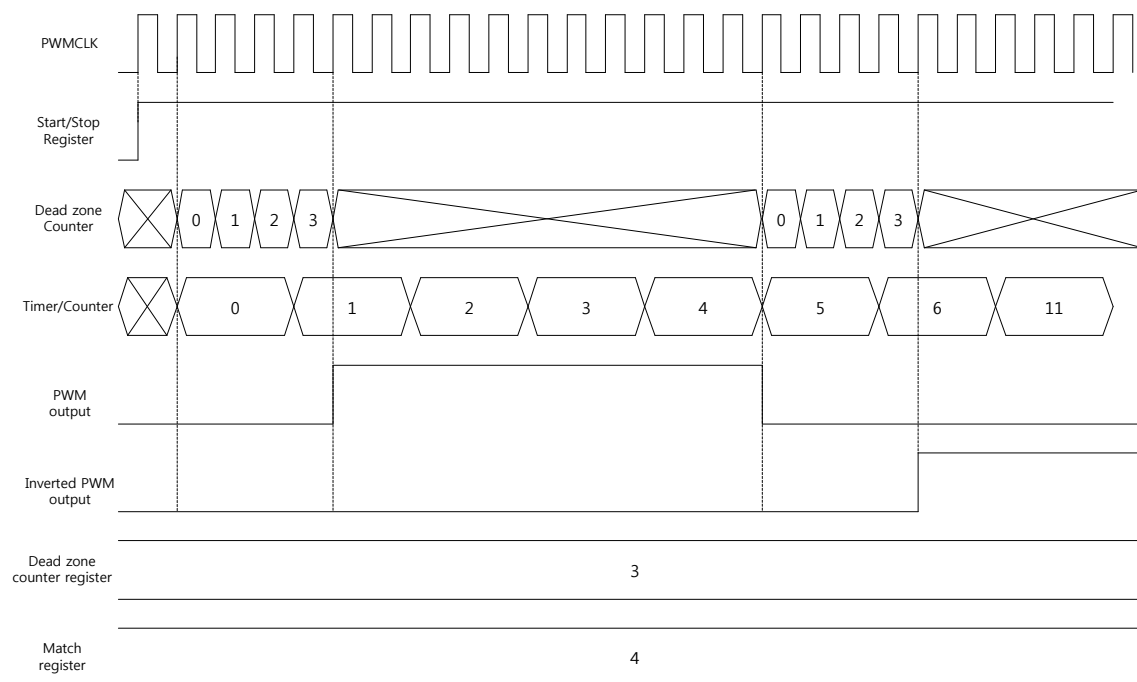 PWMCLK
Start/Stop
Register
Dead zone
Counter
0 1 2 3 0 1 2 3
Timer/Counter 0 1 2 3 4 5 6 11
PWM
output
Inverted PWM
output
Dead zone
counter register
3
Match
register
4